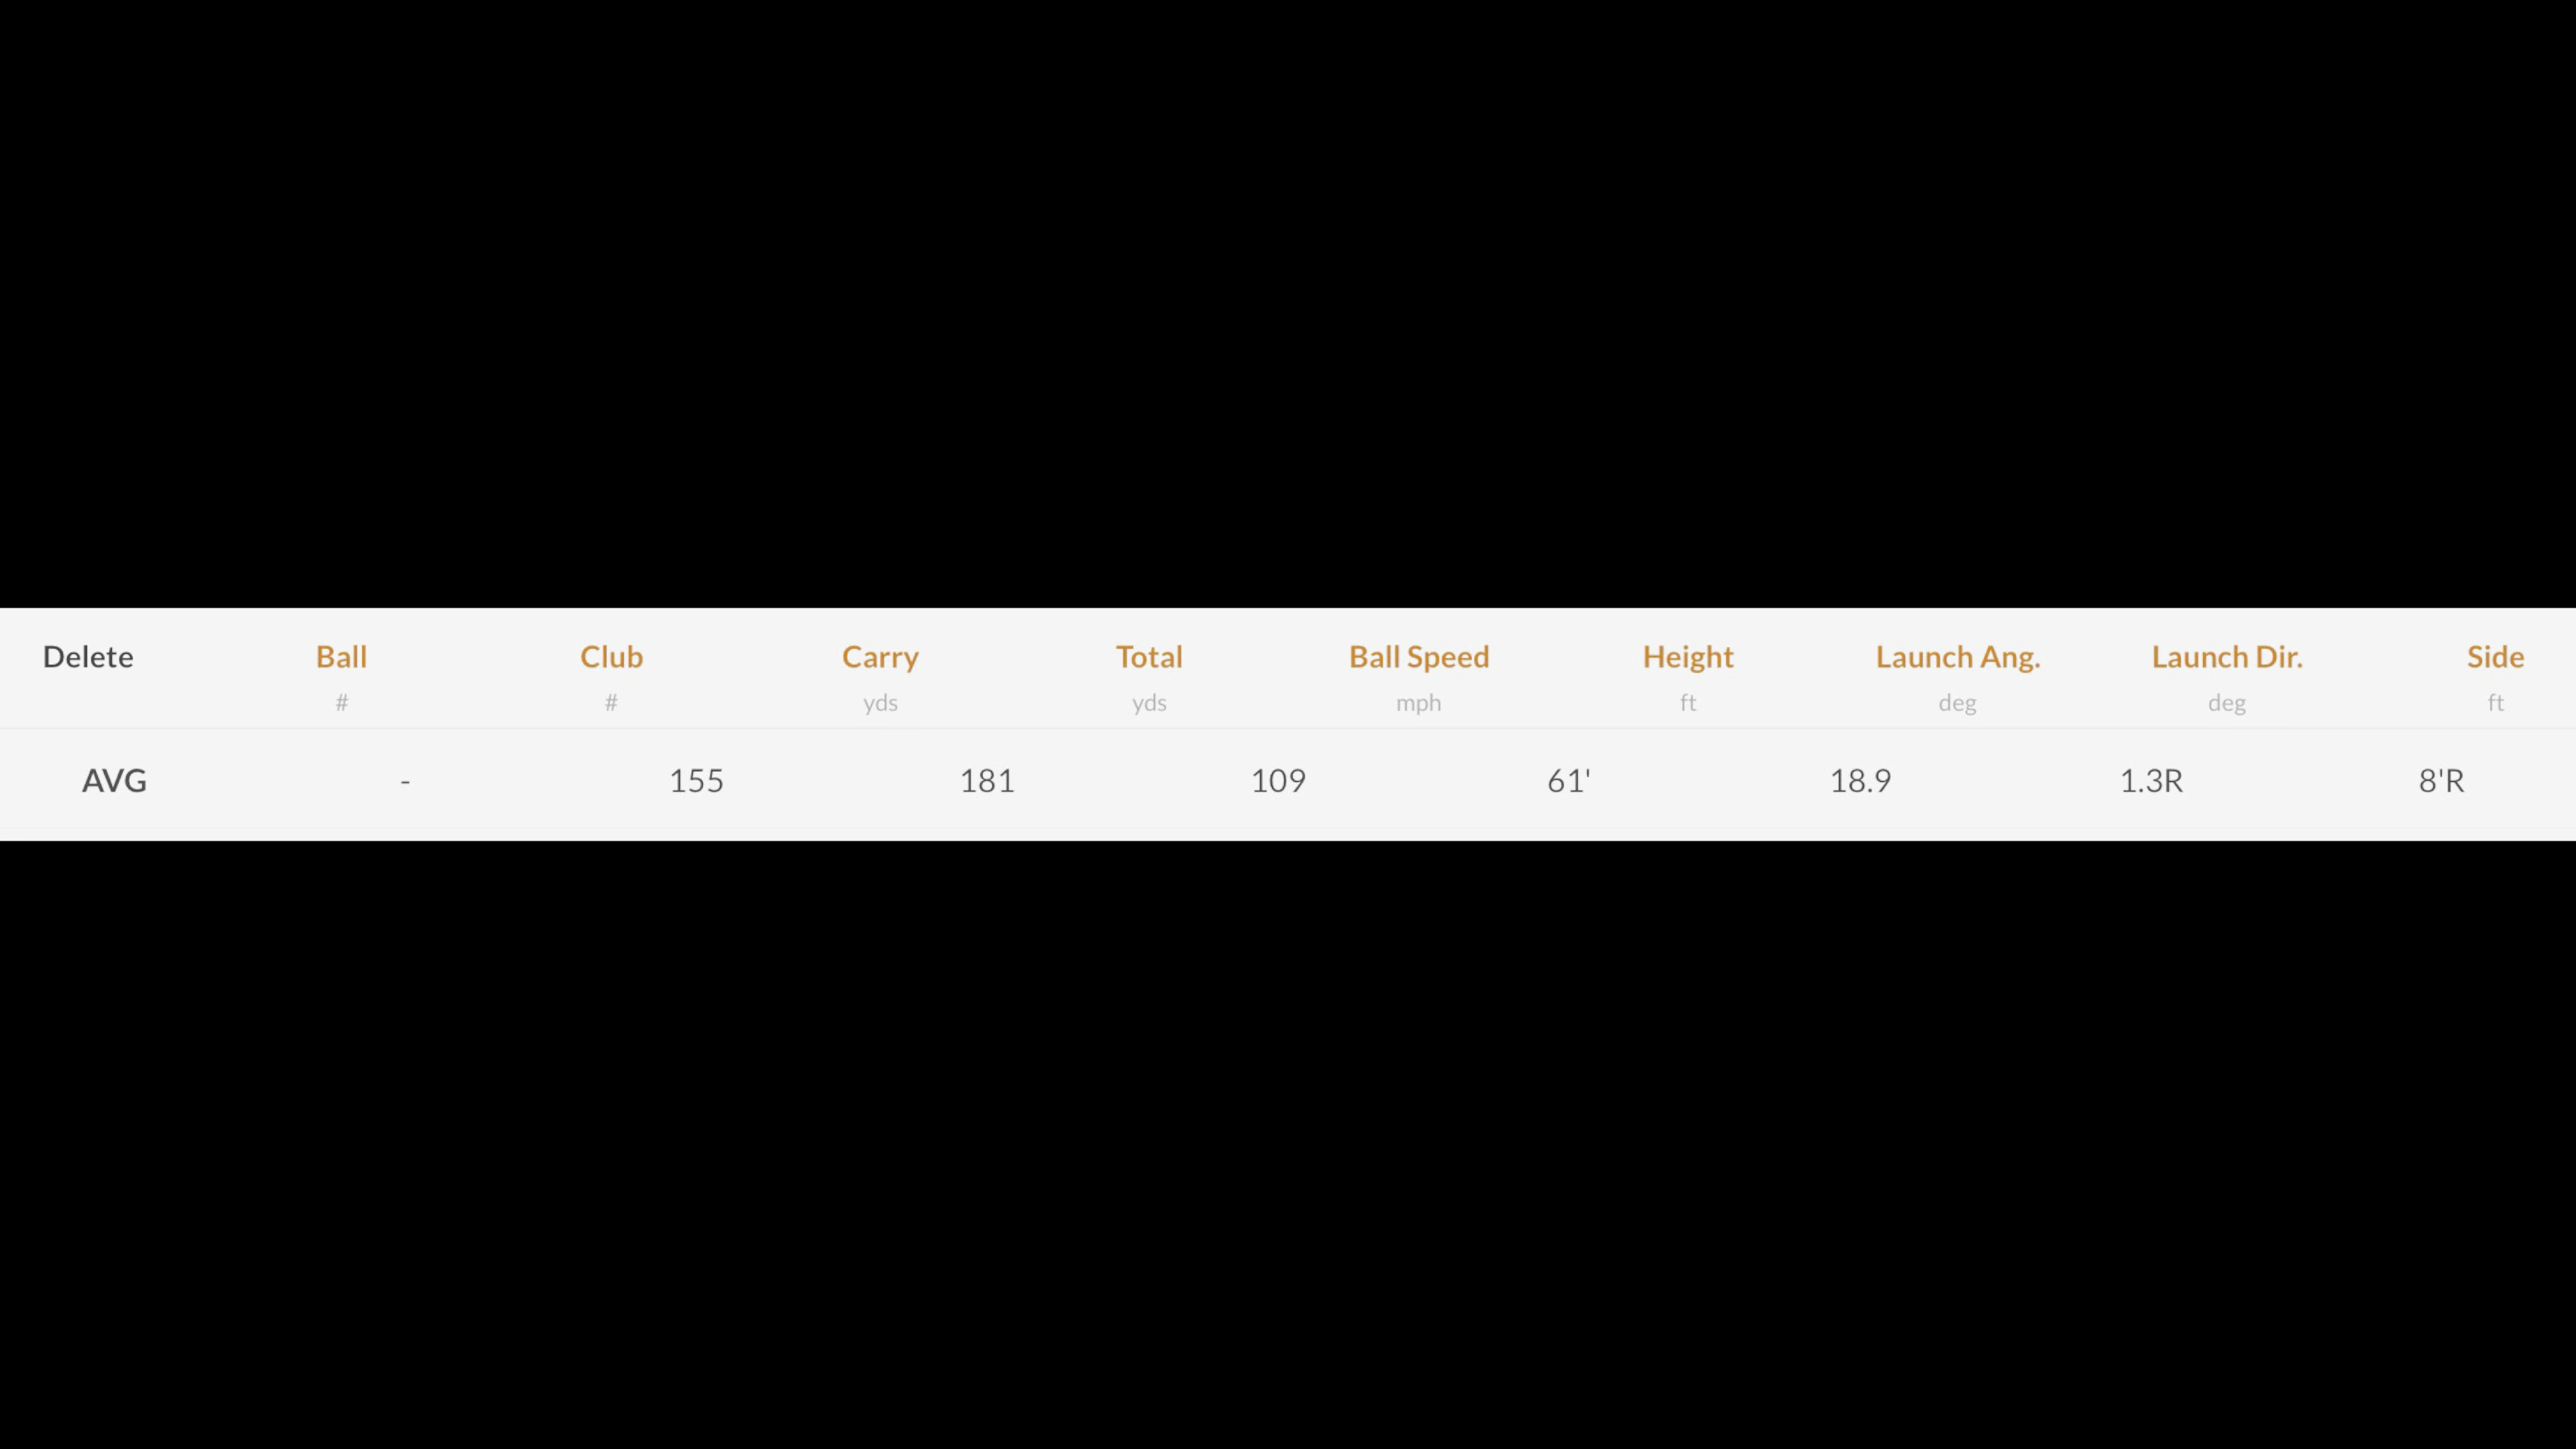 Delete Ball Club Carry Total Ball Speed Height Launch Ang. Launch Dir. Side
# # yds yds mph ft deg deg ft
AVG - 155 181 109 61' 18.9 1.3R 8'R